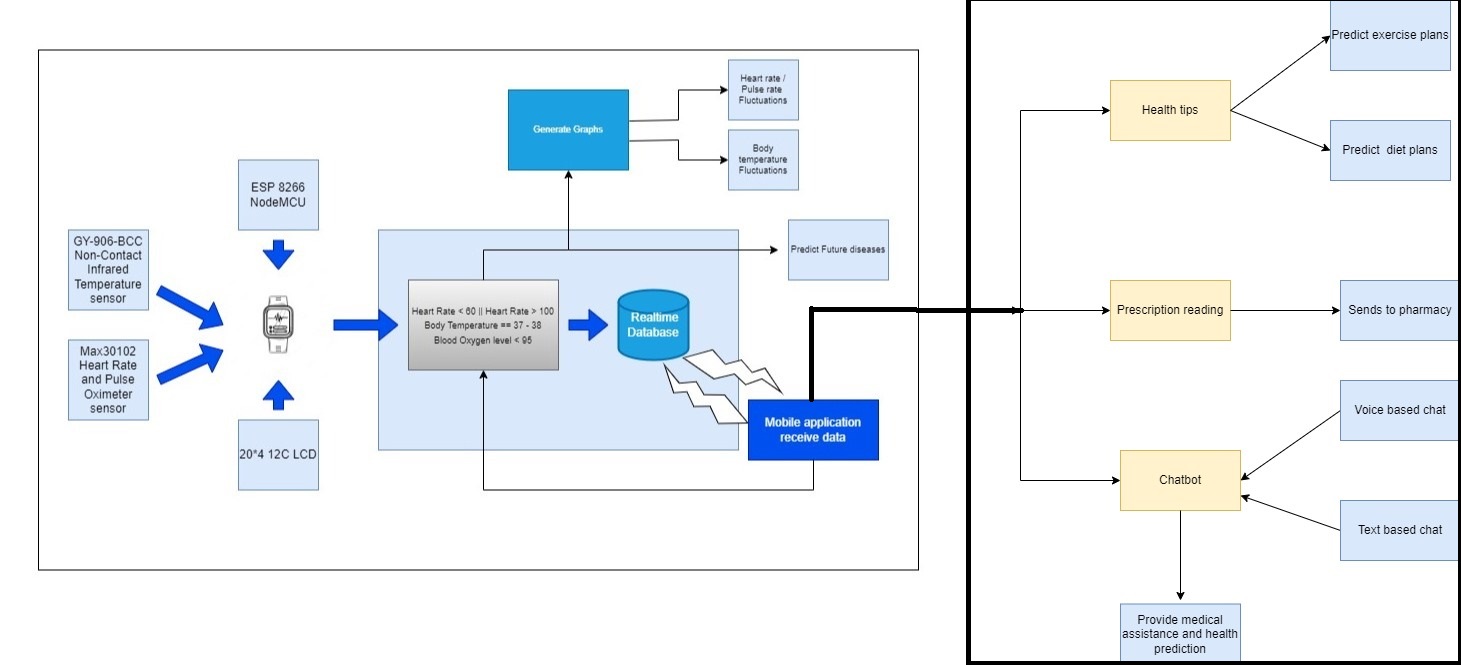 Heart rate /
Pulse rate
Fluctuations
Generate Graphs
Body
temperature
Fluctuations
ESP 8266
NodeMCU
GY-906-BCC
Non-Contact
Infrared
Temperature
sensor
Max30102
Heart Rate
and Pulse
Oximeter
sensor
20*4 12C LCD
Predict Future diseases
Heart Rate < 60 || Heart Rate > 100
Body Temperature == 37 - 38
Blood Oxygen level < 95
Realtime
Database
Mobile application
receive data
Predict exercise plans
Health tips
Predict diet plans
Prescription reading
Sends to pharmacy
Voice based chat
Chatbot
Text based chat
Provide medical
assistance and health
prediction